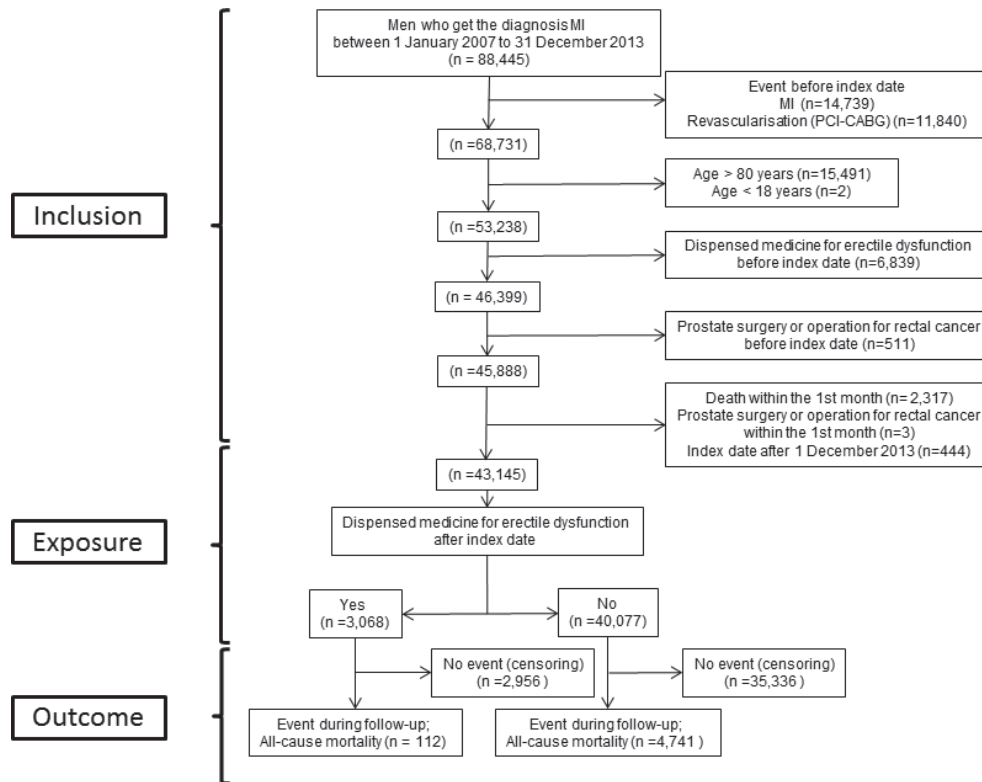 Men who get the diagnosis MI
between 1 January 2007 to 31 December 2013
(n = 88,445)
Event before index date
MI (n=14,739)
Revascularisation (PCI-CABG) (n=11,840)
(n =68,731)
Age > 80 years (n=15,491)
Age < 18 years (n=2)
Inclusion
(n =53,238)
Dispensed medicine for erectile dysfunction
before index date (n=6,839)
(n = 46,399)
Prostate surgery or operation for rectal cancer
before index date (n=511)
(n =45,888)
Death within the 1st month (n= 2,317)
Prostate surgery or operation for rectal cancer
within the 1st month (n=3)
Index date after 1 December 2013 (n=444)
(n =43,145)
Exposure
Dispensed medicine for erectile dysfunction
after index date
Yes
(n =3,068)
No
(n =40,077)
No event (censoring)
(n =2,956 )
No event (censoring)
(n =35,336 )
Outcome
Event during follow-up;
All-cause mortality (n = 112)
Event during follow-up;
All-cause mortality (n =4,741 )